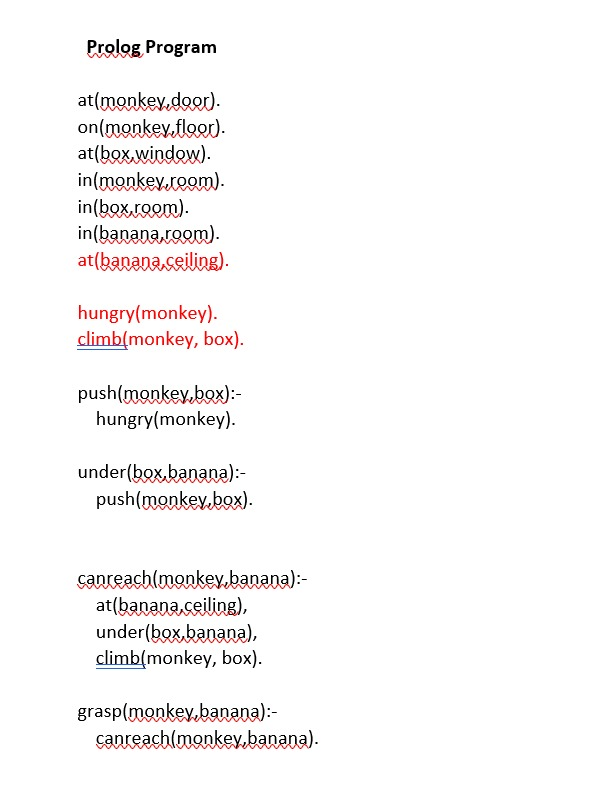 Prolog Program
at(monkey,door).
on(monkey,floor).
at(box,window).
in(monkey,room).
in(box,room).
in(banana,room).
at(banana,ceiling).
hungry(monkey).
climb(monkey, box).
push(monkey,box):-
hungry(monkey).
under(box,banana):-
push(monkey,box).
canreach(monkey,banana):-
at(banana,ceiling),
under(box,banana),
climb(monkey, box).
grasp(monkey,banana):-
canreach(monkey,banana).